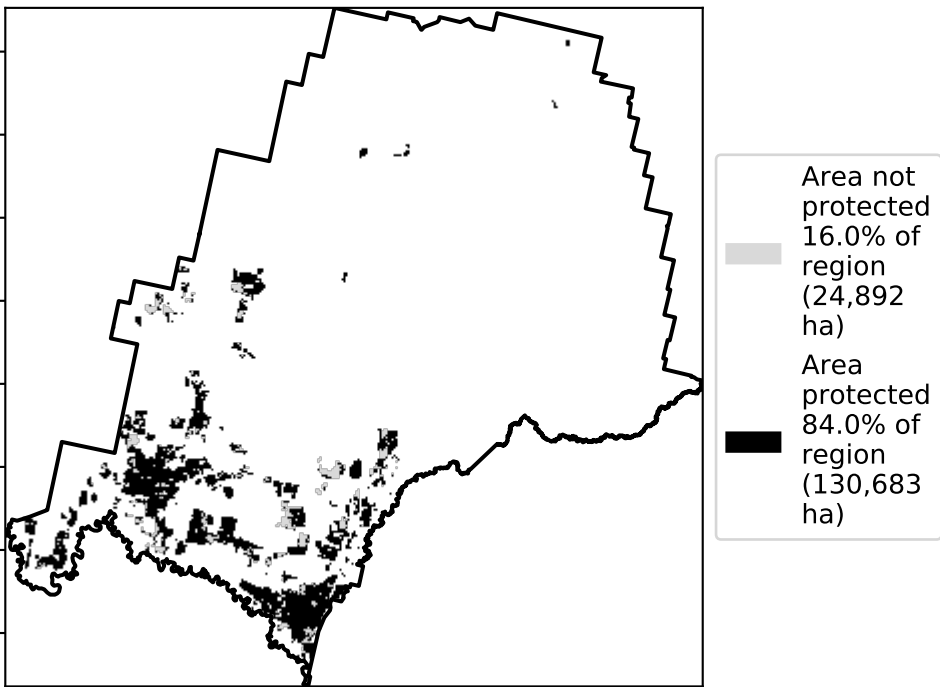 Area not
protected
16.0% of
region
(24,892
ha)
Area
protected
84.0% of
region
(130,683
ha)